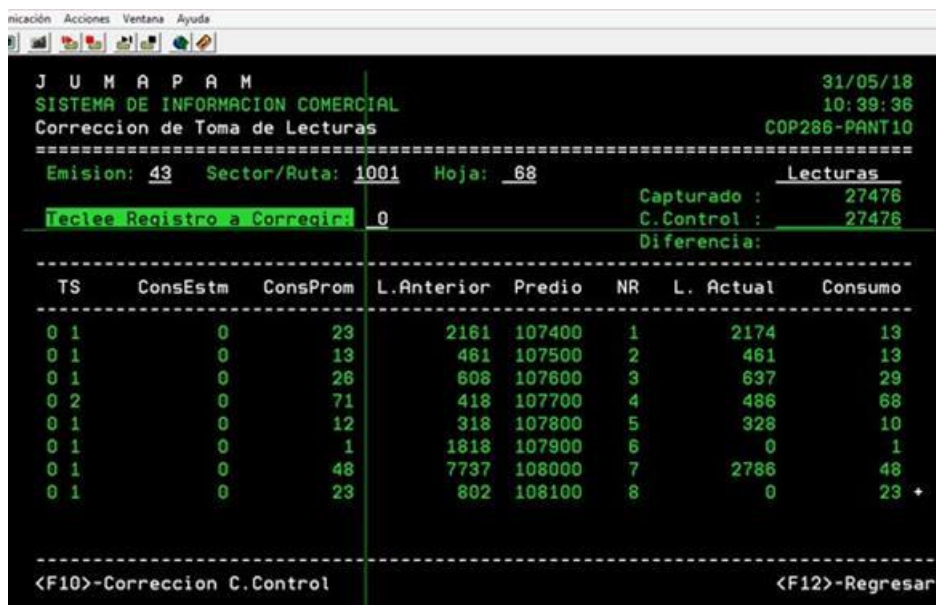 nicación Acciones Ventana Ayuda
J U M A P A M 31/05/18
SISTEMA DE INFORMACION COMERCIAL 10:39:36
Correccion de Toma de Lecturas COP286-PANT10
Emision: 43 Sector/Ruta: 1001 Hoja: 68 Lecturas
Capturado : 27476
Teclee Registro a Corregir: 0 C.Control : 27476
Diferencia:
TS ConsEstm ConsProm L.Anterior Predio NR L. Actual Consumo
0 1 0 23 2161 107400 1 2174 13
0 1 0 13 461 107500 2 461 13
0 1 0 26 608 107600 3 637 29
0 2 0 71 418 107700 4 486 68
0 1 0 12 318 107800 5 328 10
0 1 0 1 1818 107900 6 0 1
0 1 0 48 7737 108000 7 2786 48
0 1 0 23 802 108100 8 0 23 +
<F10>-Correccion C.Control <F12>-Regresar